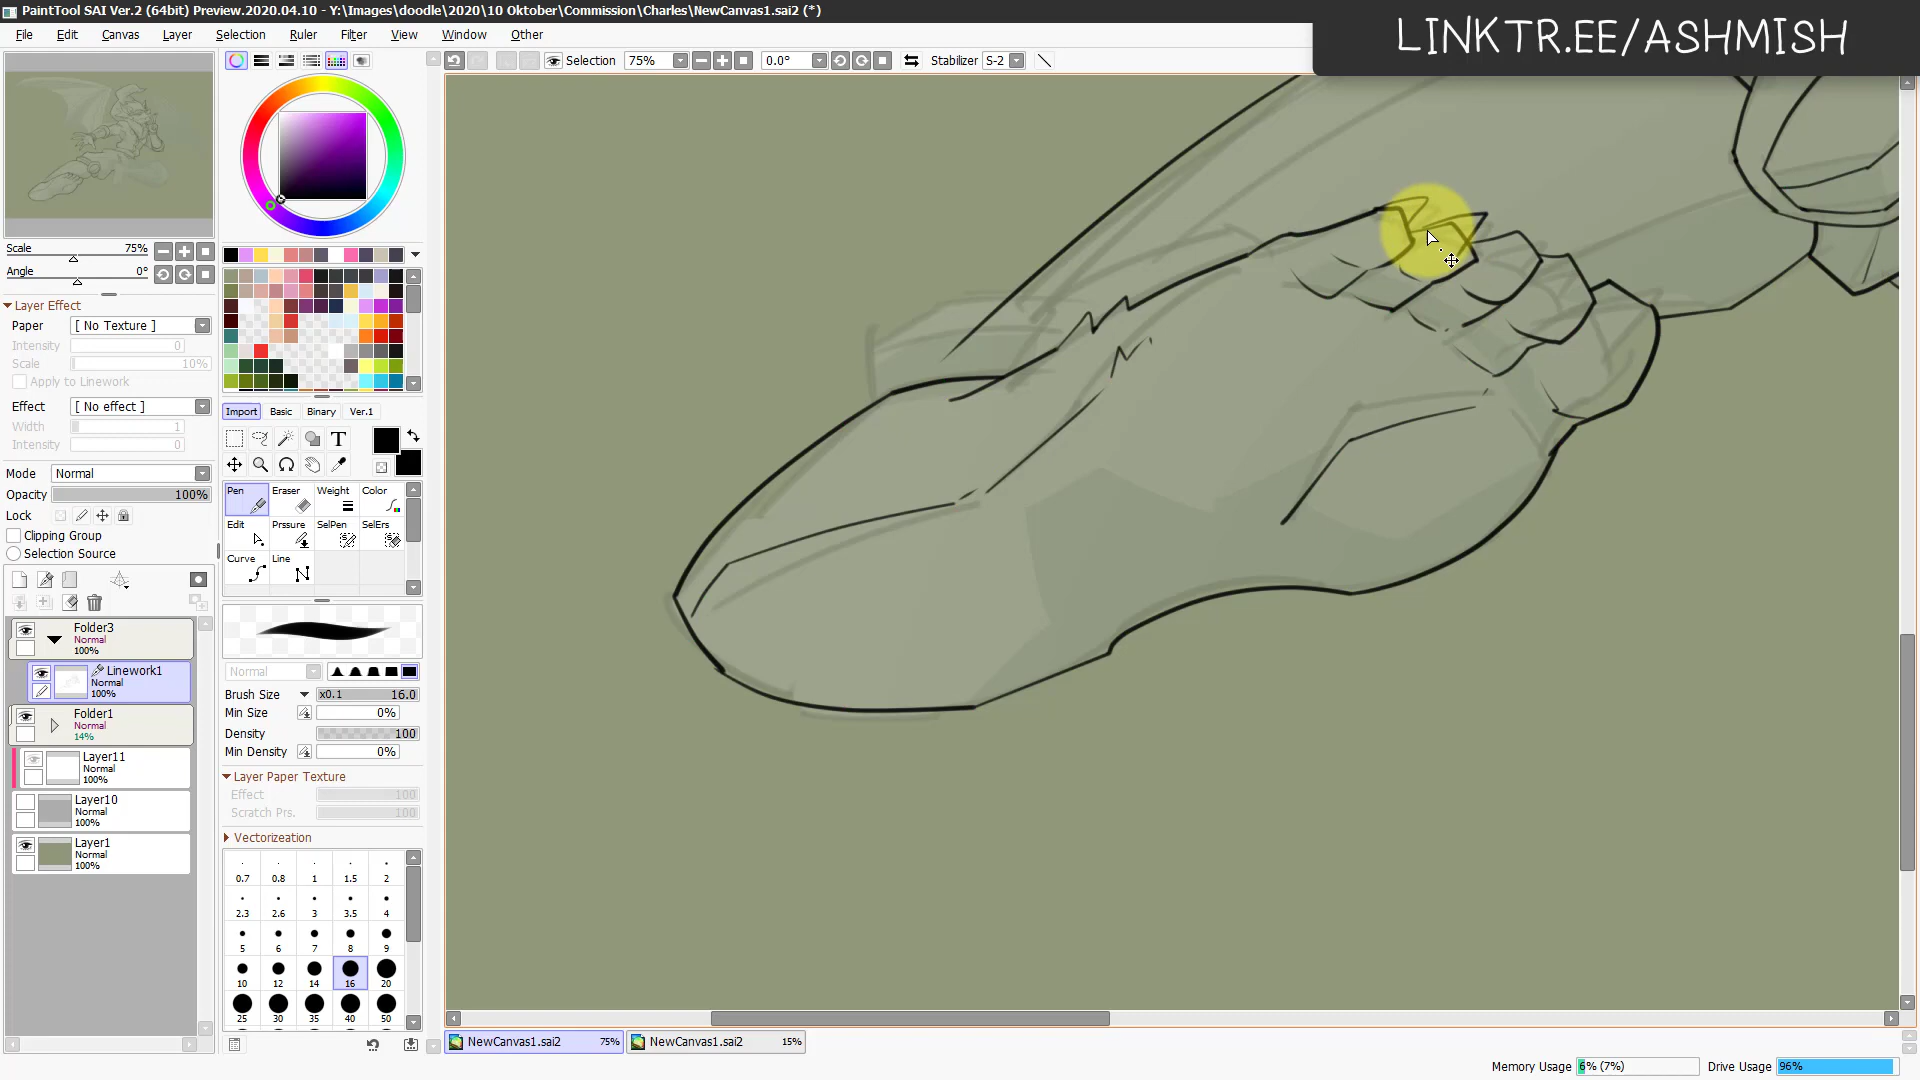 PaintTool SAI Ver.2 (64bit) Preview.2020.04.10 - Y:\Images\doodle\2020\10 Oktober\Commission\Charles\NewCanvas1.sai2 (*)
LINKTR.EE/ASHMISH
File Edit Canvas Layer Selection Filter View Window Other
Selection 75% 0.0° Stabilizer S-2
Scale 75%
Angle 0°
Layer Effect
Paper [ No Texture ]
Intensity 0
Scale 10%
Apply to Linework
Effect [ No effect ]
Width 1
Intensity 0
Mode Normal
Opacity 100%
Lock
Clipping Group
Selection Source
Folder3
Normal
100%
Linework1
Normal
100%
Folder1
Normal
14%
Layer11
Normal
100%
Layer10
Normal
100%
Layer1
Normal
100%
Import Basic Binary Ver.1
T
Pen Eraser Weight Color
Edit Prssure SelPen SelErs
Curve Line
Normal
Brush Size x0.1 16.0
Min Size 0%
Density 100
Min Density 0%
Layer Paper Texture
Effect 100
Scratch Prs. 100
Vectorization
0.7 0.8 1 1.5 2
2.3 2.6 3 3.5 4
5 6 7 8 9
10 12 14 16 20
25 30 35 40 50
NewCanvas1.sai2 75% NewCanvas1.sai2 15%
Memory Usage 6% (7%) Drive Usage 96%